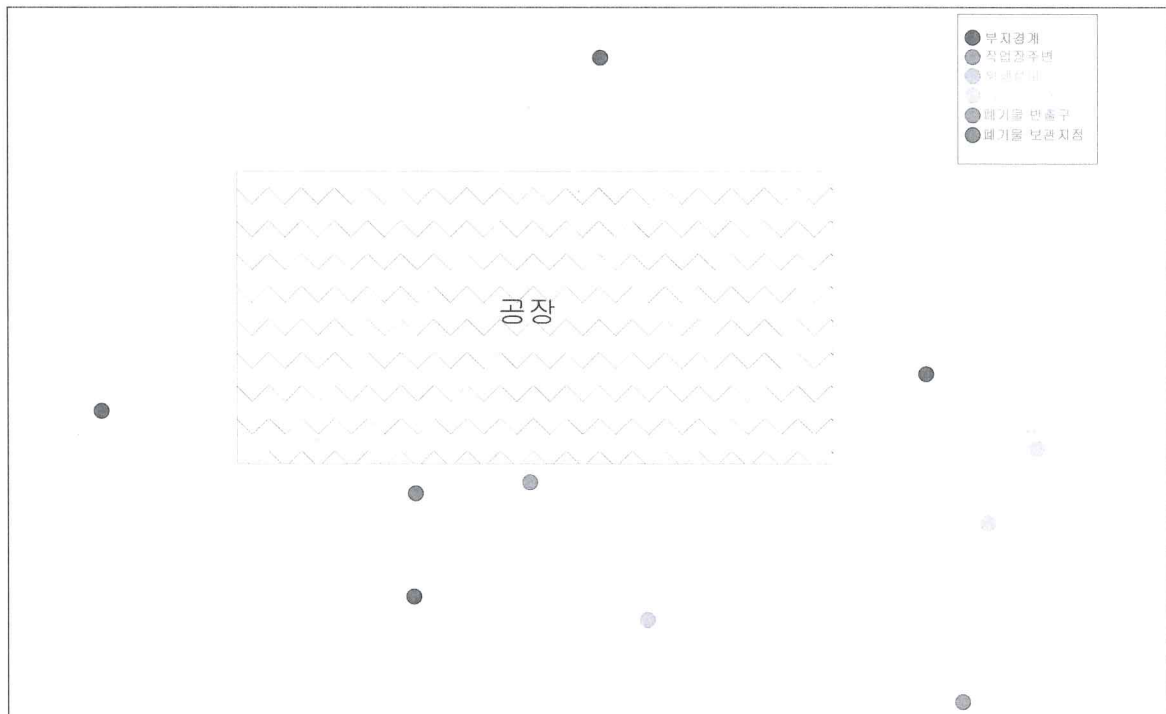 부지경계
작업장주변
폐기물 반출구
폐기물 보관지점
공장